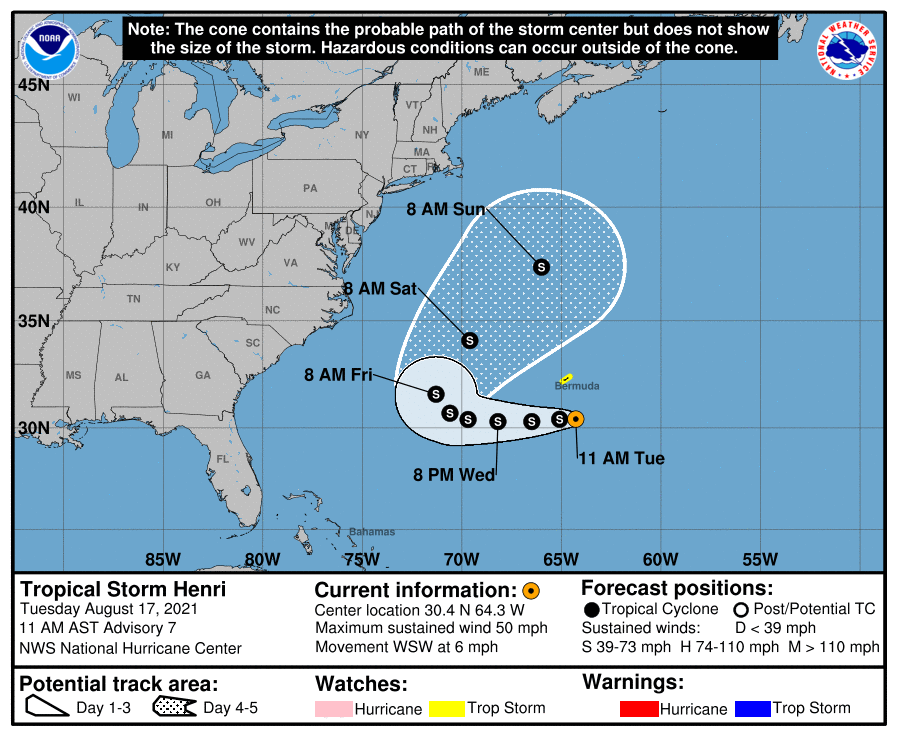 Note: The cone contains the probable path of the storm center but does not show
the size of the storm. Hazardous conditions can occur outside of the cone.
NOAA
NATIONAL WEATHER SERVICE
ME
45N
WI
VT
MI
NY
NH
MA
CT
RI
PA
40N
IL
IN
OH
NJ
8 AM Sun
MD
DE
WV
KY
VA
8 AM Sat
TN
NC
35N
SC
8 AM Fri
MS
AL
GA
Bermuda
S
S
S
S
S
S
S
S
S
30N
FL
11 AM Tue
8 PM Wed
Bahamas
85W
80W
75W
70W
65W
60W
55W
Tropical Storm Henri
Tuesday August 17, 2021
11 AM AST Advisory 7
NWS National Hurricane Center
Current information:
Center location 30.4 N 64.3 W
Maximum sustained wind 50 mph
Movement WSW at 6 mph
Forecast positions:
Tropical Cyclone
Post/Potential TC
Sustained winds:
D < 39 mph
S 39-73 mph H 74-110 mph M > 110 mph
Potential track area:
Day 1-3
Day 4-5
Watches:
Hurricane
Trop Storm
Warnings:
Hurricane
Trop Storm